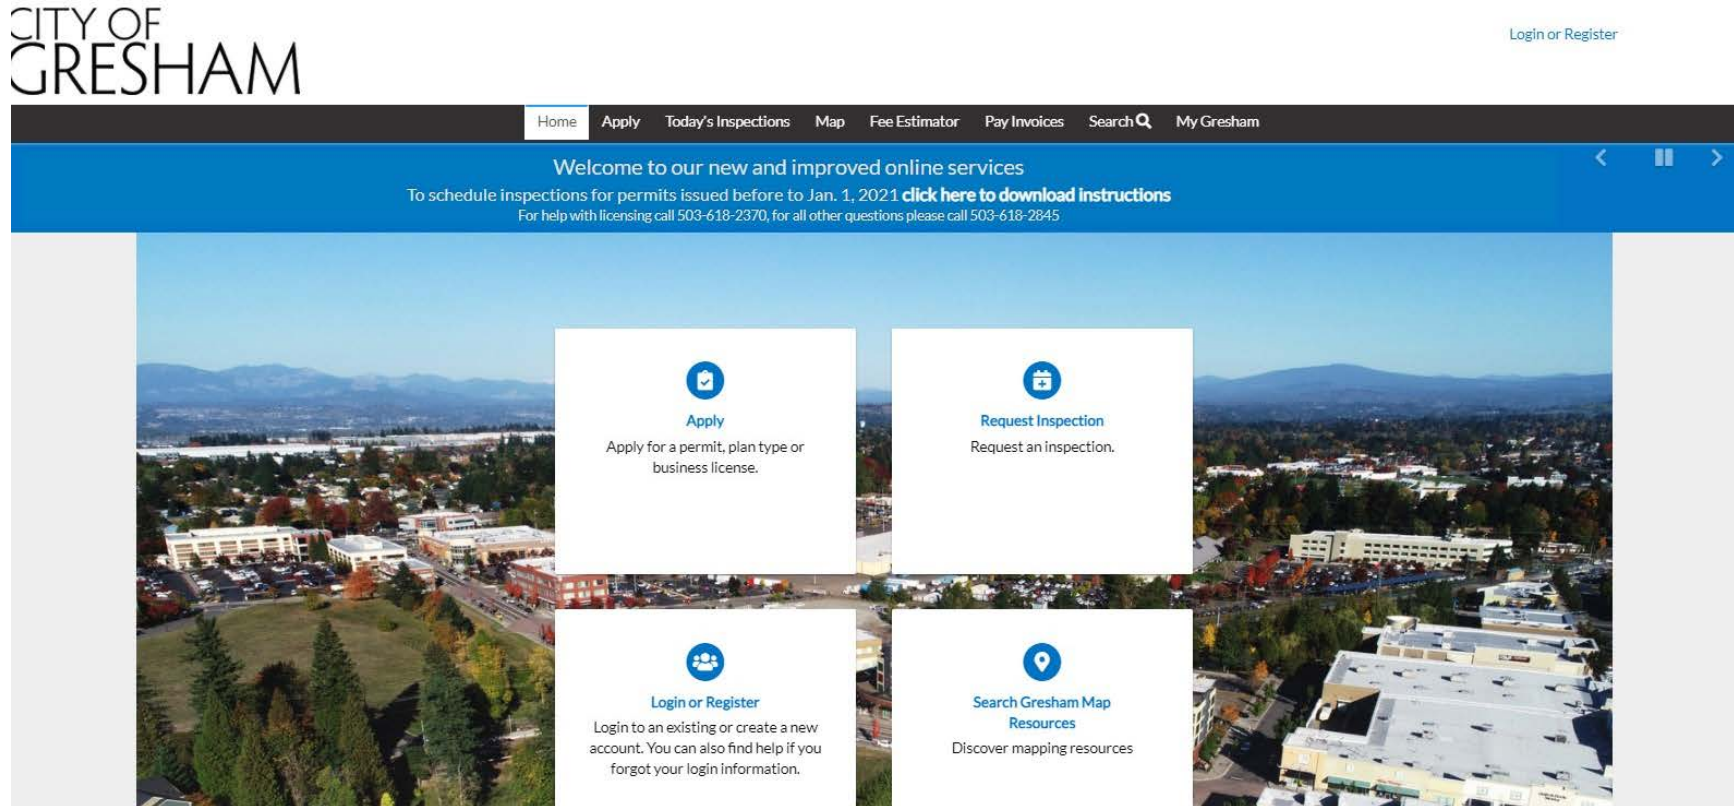 CITY OF
GRESHAM
Login or Register
Home Apply Today's Inspections Map Fee Estimator Pay Invoices Search My Gresham
Welcome to our new and improved online services
To schedule inspections for permits issued before to Jan. 1, 2021 click here to download instructions
For help with licensing call 503-618-2370, for all other questions please call 503-618-2845
Apply
Apply for a permit, plan type or
business license.
Request Inspection
Request an inspection.
Login or Register
Login to an existing or create a new
account. You can also find help if you
forgot your login information.
Search Gresham Map
Resources
Discover mapping resources